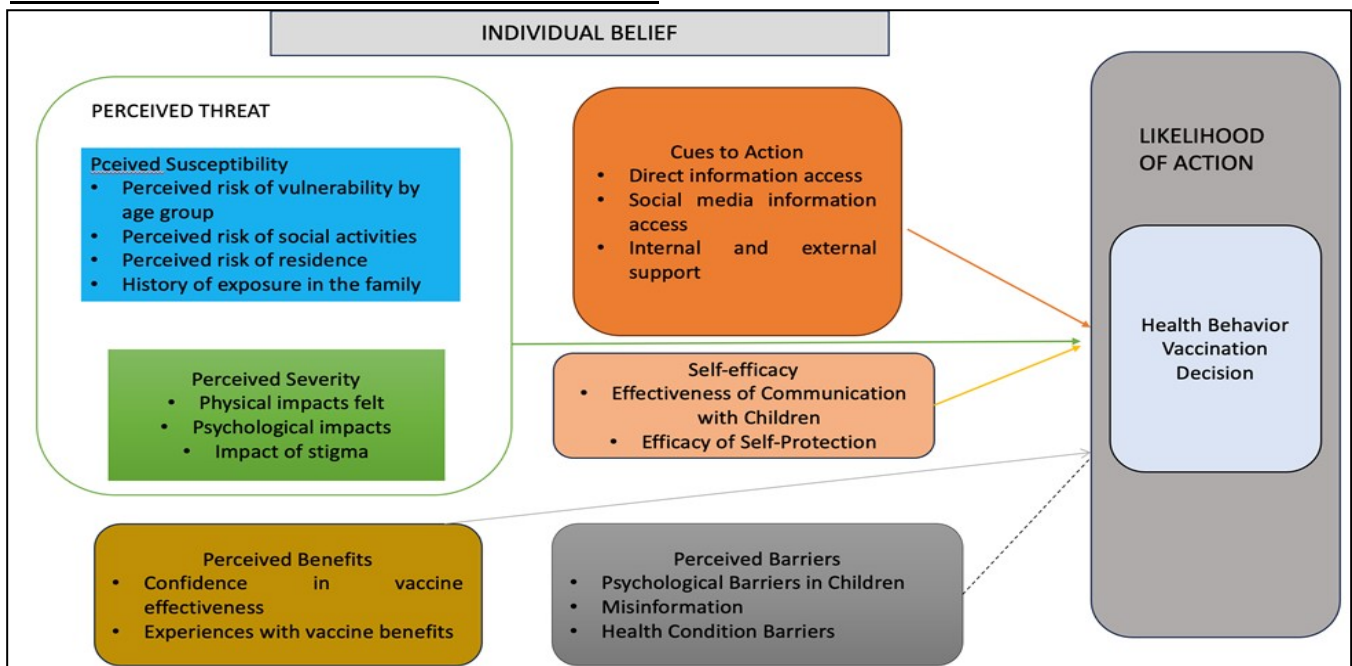 INDIVIDUAL BELIEF
PERCEIVED THREAT
Pceived Susceptibility
• Perceived risk of vulnerability by
age group
• Perceived risk of social activities
• Perceived risk of residence
• History of exposure in the family
Perceived Severity
• Physical impacts felt
• Psychological impacts
• Impact of stigma
Cues to Action
• Direct information access
• Social media information
access
• Internal and external
support
Self-efficacy
• Effectiveness of Communication
with Children
• Efficacy of Self-Protection
Perceived Benefits
• Confidence in vaccine
effectiveness
• Experiences with vaccine benefits
Perceived Barriers
• Psychological Barriers in Children
• Misinformation
• Health Condition Barriers
LIKELIHOOD
OF ACTION
Health Behavior
Vaccination
Decision